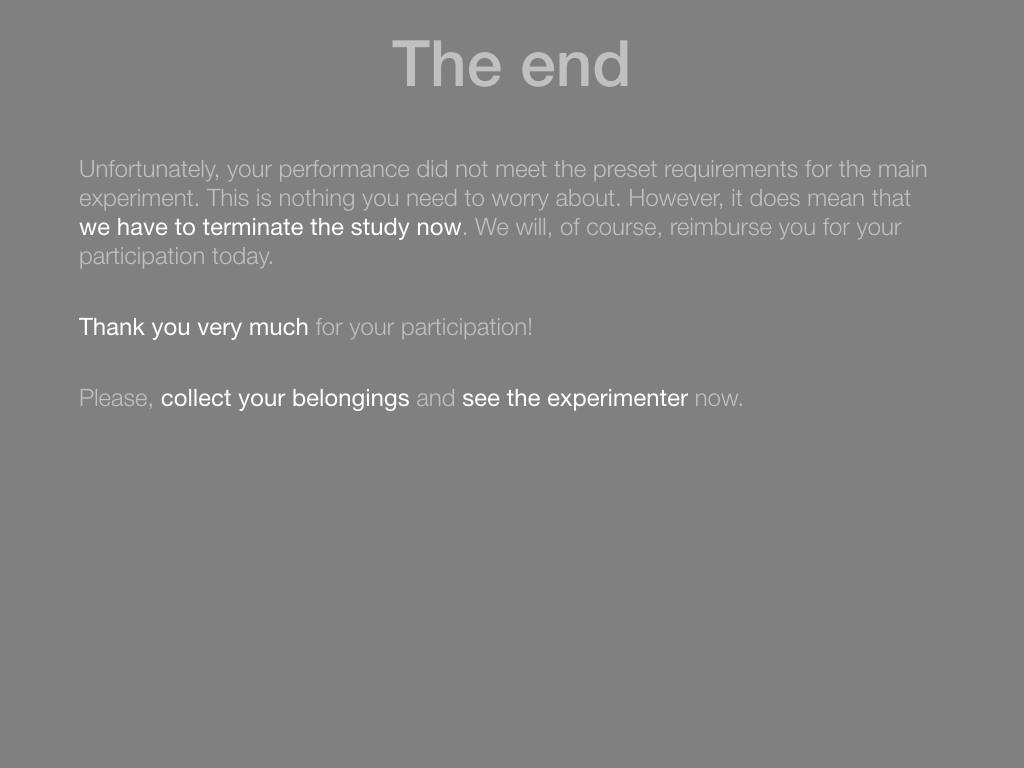 The end
Unfortunately, your performance did not meet the preset requirements for the main
experiment. This is nothing you need to worry about. However, it does mean that
we have to terminate the study now. We will, of course, reimburse you for your
participation today.
Thank you very much for your participation!
Please, collect your belongings and see the experimenter now.